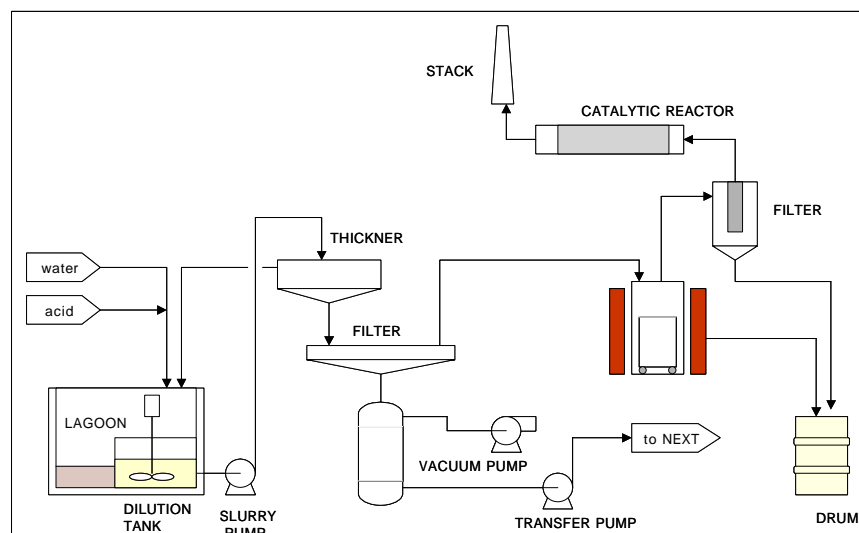 STACK
CATALYTIC REACTOR
FILTER
THICKNER
water
acid
FILTER
LAGOON
to NEXT
VACUUM PUMP
DILUTION
TANK
SLURRY
PUMP
TRANSFER PUMP
DRUM